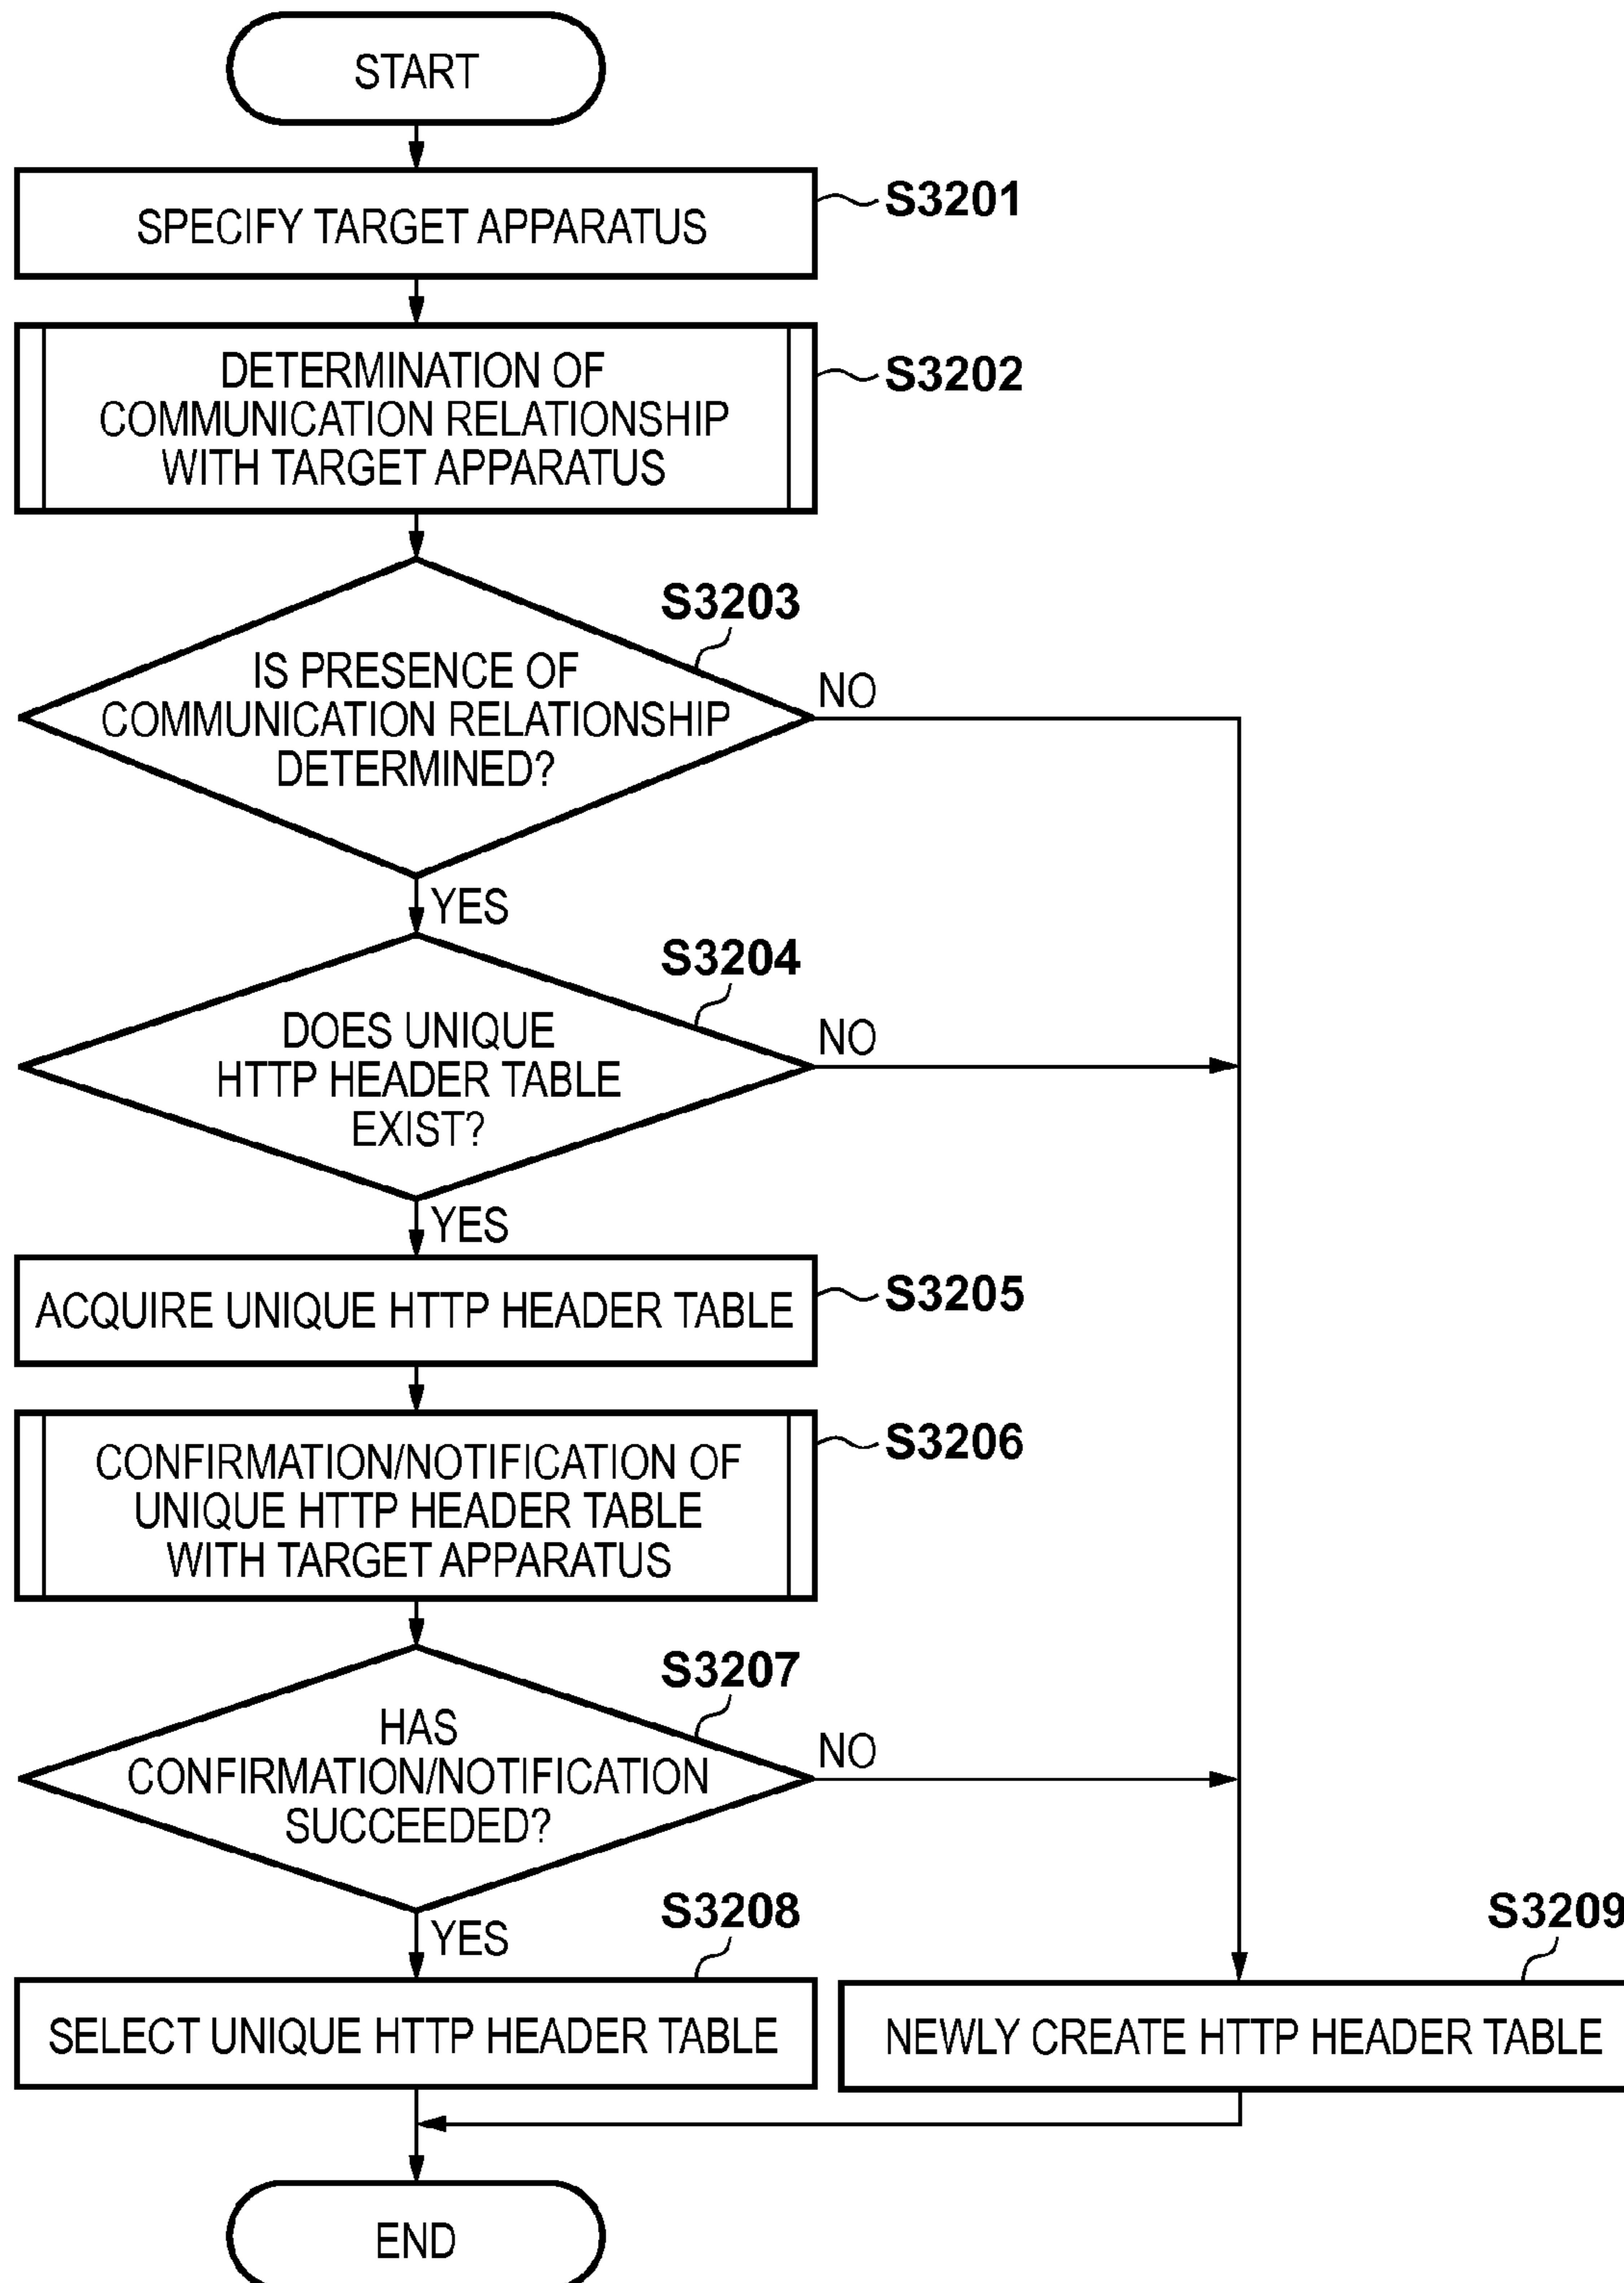 START
SPECIFY TARGET APPARATUS
S3201
DETERMINATION OF
COMMUNICATION RELATIONSHIP
WITH TARGET APPARATUS
S3202
S3203
IS PRESENCE OF
COMMUNICATION RELATIONSHIP
DETERMINED?
NO
YES
S3204
DOES UNIQUE
HTTP HEADER TABLE
EXIST?
NO
YES
ACQUIRE UNIQUE HTTP HEADER TABLE
S3205
CONFIRMATION/NOTIFICATION OF
UNIQUE HTTP HEADER TABLE
WITH TARGET APPARATUS
S3206
S3207
HAS
CONFIRMATION/NOTIFICATION
SUCCEEDED?
NO
YES
S3208
SELECT UNIQUE HTTP HEADER TABLE
S3209
NEWLY CREATE HTTP HEADER TABLE
END